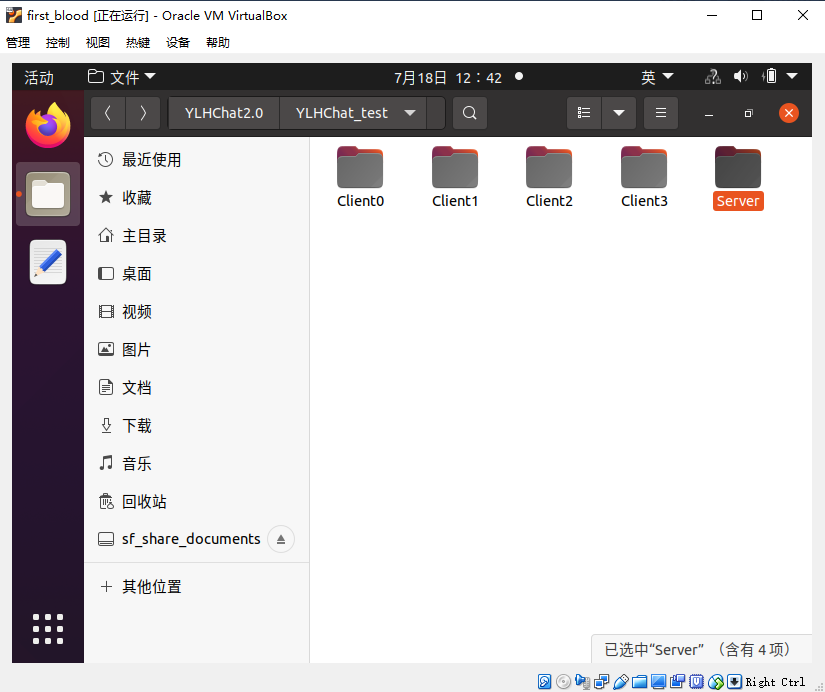 first_blood [正在运行] - Oracle VM VirtualBox
管理 控制 视图 热键 设备 帮助
活动 文件 7月18日 12：42 英
YLHChat2.0 YLHChat_test
最近使用
收藏
主目录
桌面
视频
图片
文档
下载
音乐
回收站
sf_share_documents
其他位置
Client0 Client1 Client2 Client3 Server
已选中“Server” （含有 4 项）
Right Ctrl